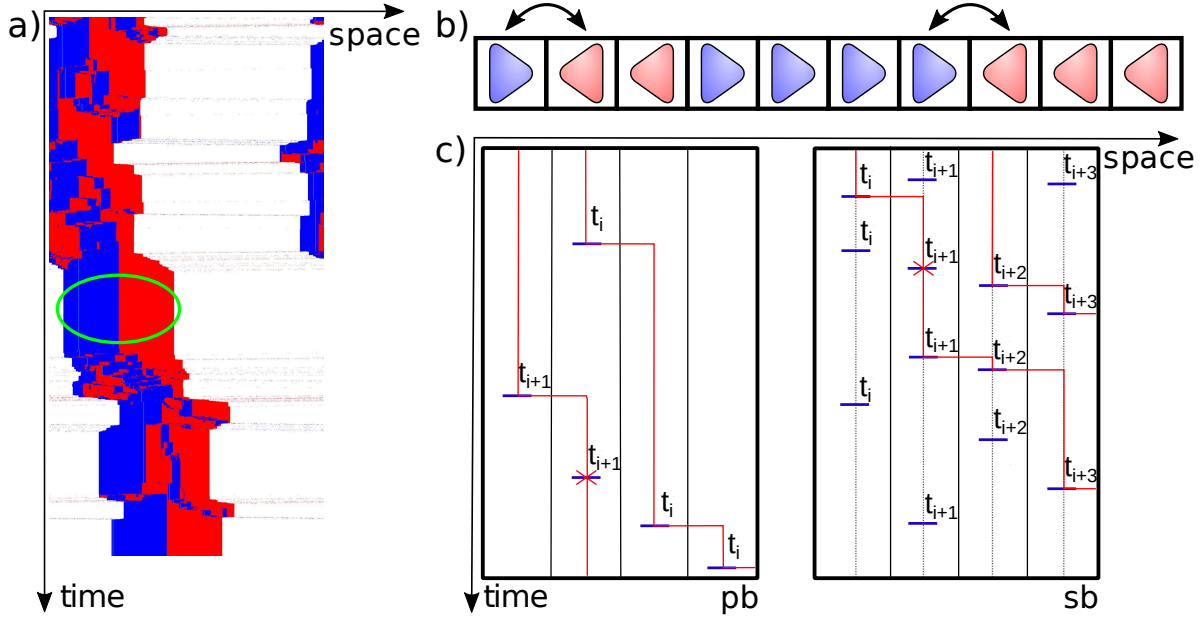 a)
space
time
b)
c)
space
t_i
t_{i+1}
t_{i+1}
t_i
t_i
time
pb
t_i
t_{i+1}
t_{i+3}
t_i
t_{i+1}
t_{i+2}
t_{i+3}
t_{i+1}
t_{i+2}
t_i
t_{i+2}
t_{i+3}
t_{i+1}
sb